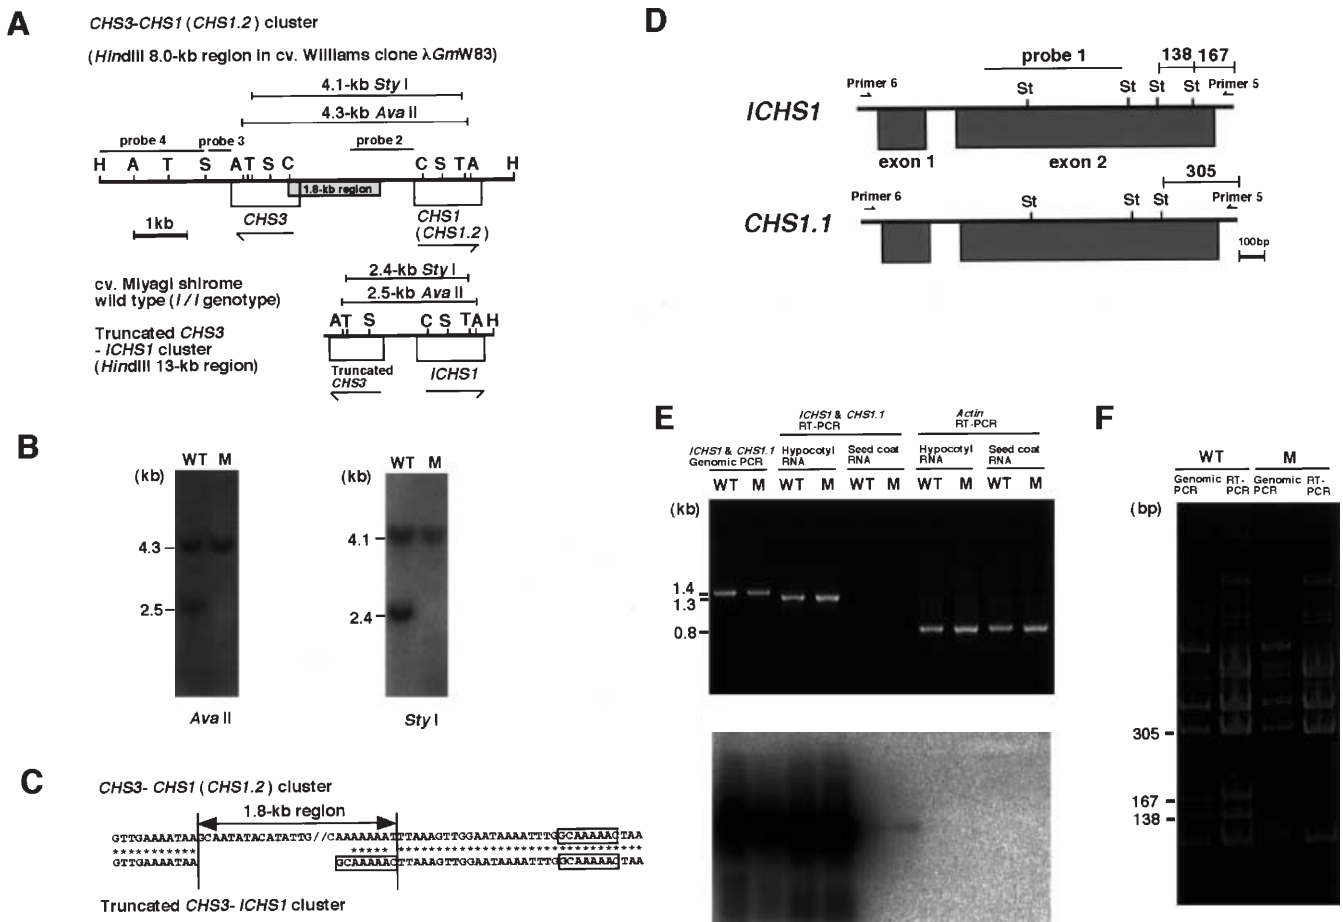 A
CHS3-CHS1 (CHS1.2) cluster
(HindIII 8.0-kb region in cv. Williams clone λGmW83)
4.1-kb Sty I
4.3-kb Ava II
probe 4 probe 3 probe 2
H A T S A T S C C S T A H
1.8-kb region
CHS3
CHS1
(CHS1.2)
1kb
cv. Miyagi shirome
wild type (I / I genotype)
Truncated CHS3
- ICHS1 cluster
(HindIII 13-kb region)
2.4-kb Sty I
2.5-kb Ava II
A T S C S T A H
Truncated
CHS3
ICHS1
B
WT M
(kb)
4.3
2.5
Ava II
WT M
(kb)
4.1
2.4
Sty I
C
CHS3- CHS1 (CHS1.2) cluster
1.8-kb region
GTTGAAAATAAGCAATATACATATTG//CAAAAAAATTTAAAGTTGGAATAAAATTTGGCAAAAACTAA
GTTGAAAATAA GCAAAAACTTAAAGTTGGAATAAAATTTGGCAAAAACTAA
Truncated CHS3- ICHS1 cluster
D
probe 1 138 167
Primer 6 St St St St Primer 5
ICHS1
exon 1 exon 2
305
Primer 6 St St St Primer 5
CHS1.1
100bp
E
ICHS1 & CHS1.1
RT-PCR
Actin
RT-PCR
ICHS1 & CHS1.1
Genomic PCR
Hypocotyl
RNA
Seed coat
RNA
Hypocotyl
RNA
Seed coat
RNA
WT M WT M WT M WT M WT M
(kb)
1.4
1.3
0.8
F
WT M
Genomic
PCR
RT-
PCR
Genomic
PCR
RT-
PCR
(bp)
305
167
138